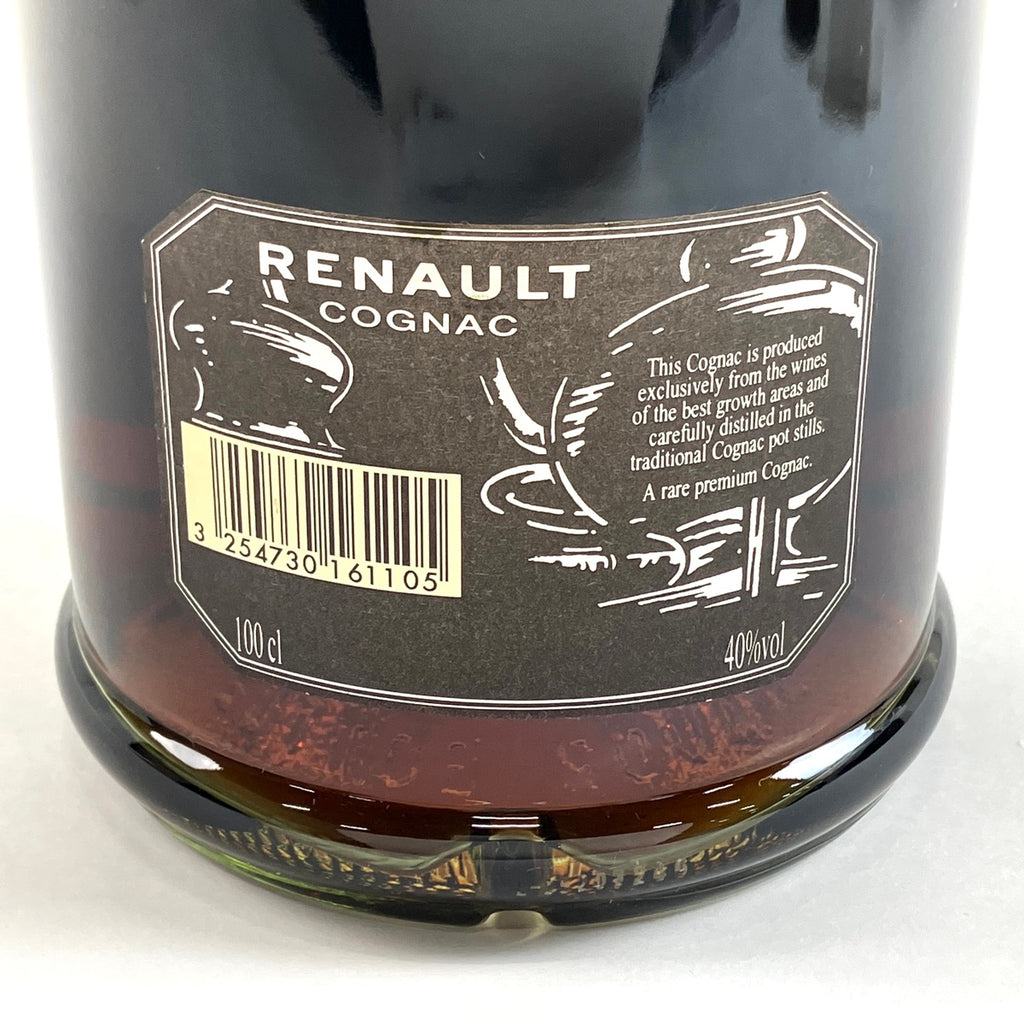 RENAULT
COGNAC
This Cognac is produced
exclusively from the wines
of the best growth areas and
carefully distilled in the
traditional Cognac pot stills.
A rare premium Cognac.
3 254730 161105
100 cl
40%vol